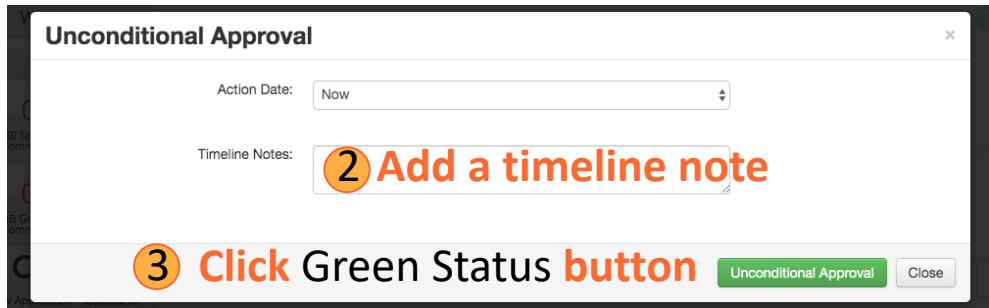 Unconditional Approval
×
Action Date:
Now
Timeline Notes:
2 Add a timeline note
3 Click Green Status button
Unconditional Approval
Close